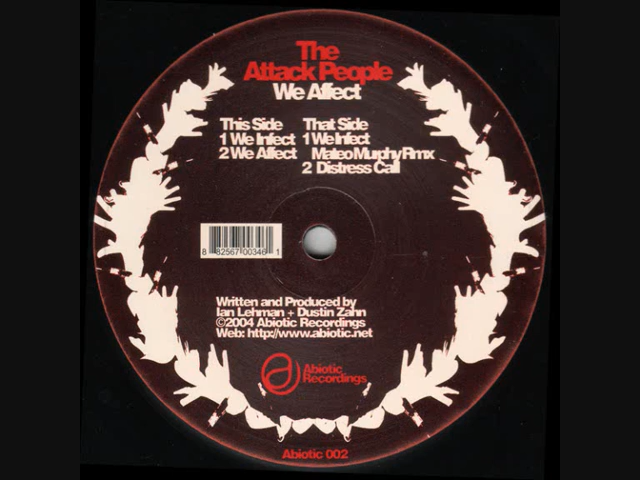 The
Attack People
We Affect
This Side
1 We Infect
2 We Affect
That Side
1 We Infect
Mateo Murphy Rmx
2 Distress Call
8 82567 00346 1
Written and Produced by
Ian Lehman + Dustin Zahn
©2004 Abiotic Recordings
Web: http://www.abiotic.net
Abiotic
Recordings
Abiotic 002